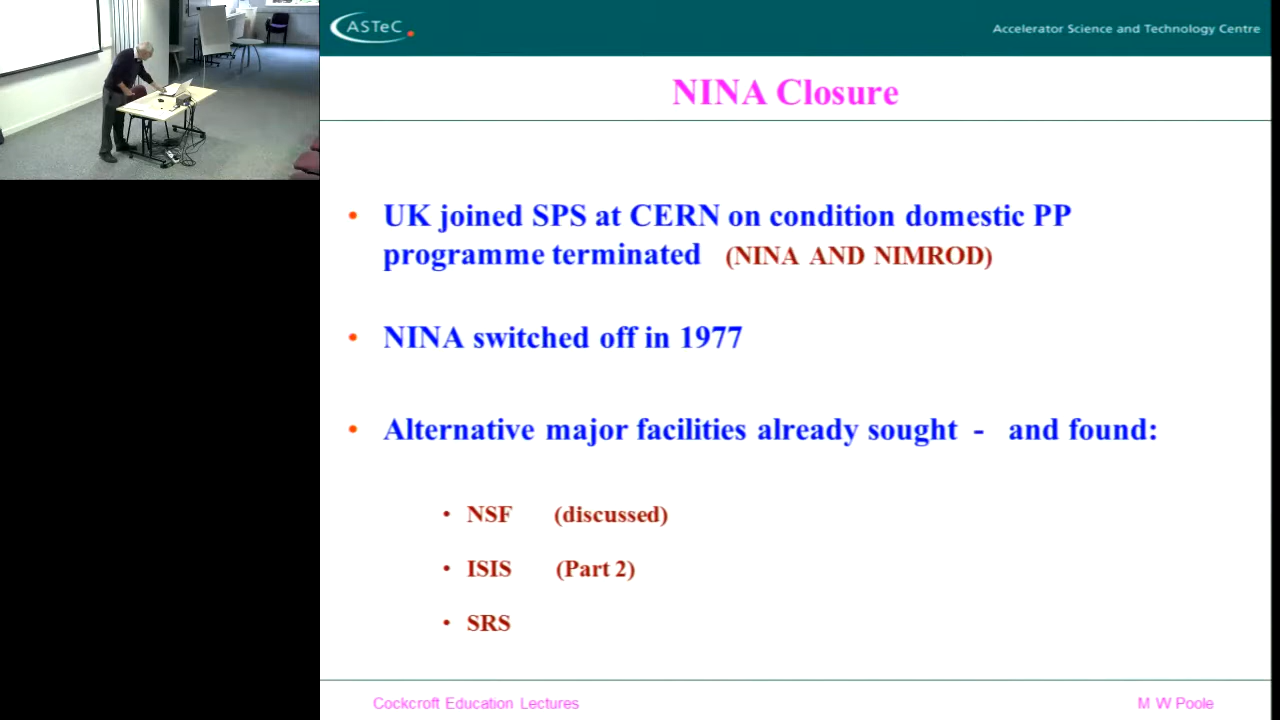 ASTeC
Accelerator Science and Technology Centre
NINA Closure
• UK joined SPS at CERN on condition domestic PP
programme terminated (NINA AND NIMROD)
• NINA switched off in 1977
• Alternative major facilities already sought - and found:
• NSF (discussed)
• ISIS (Part 2)
• SRS
Cockcroft Education Lectures
M W Poole